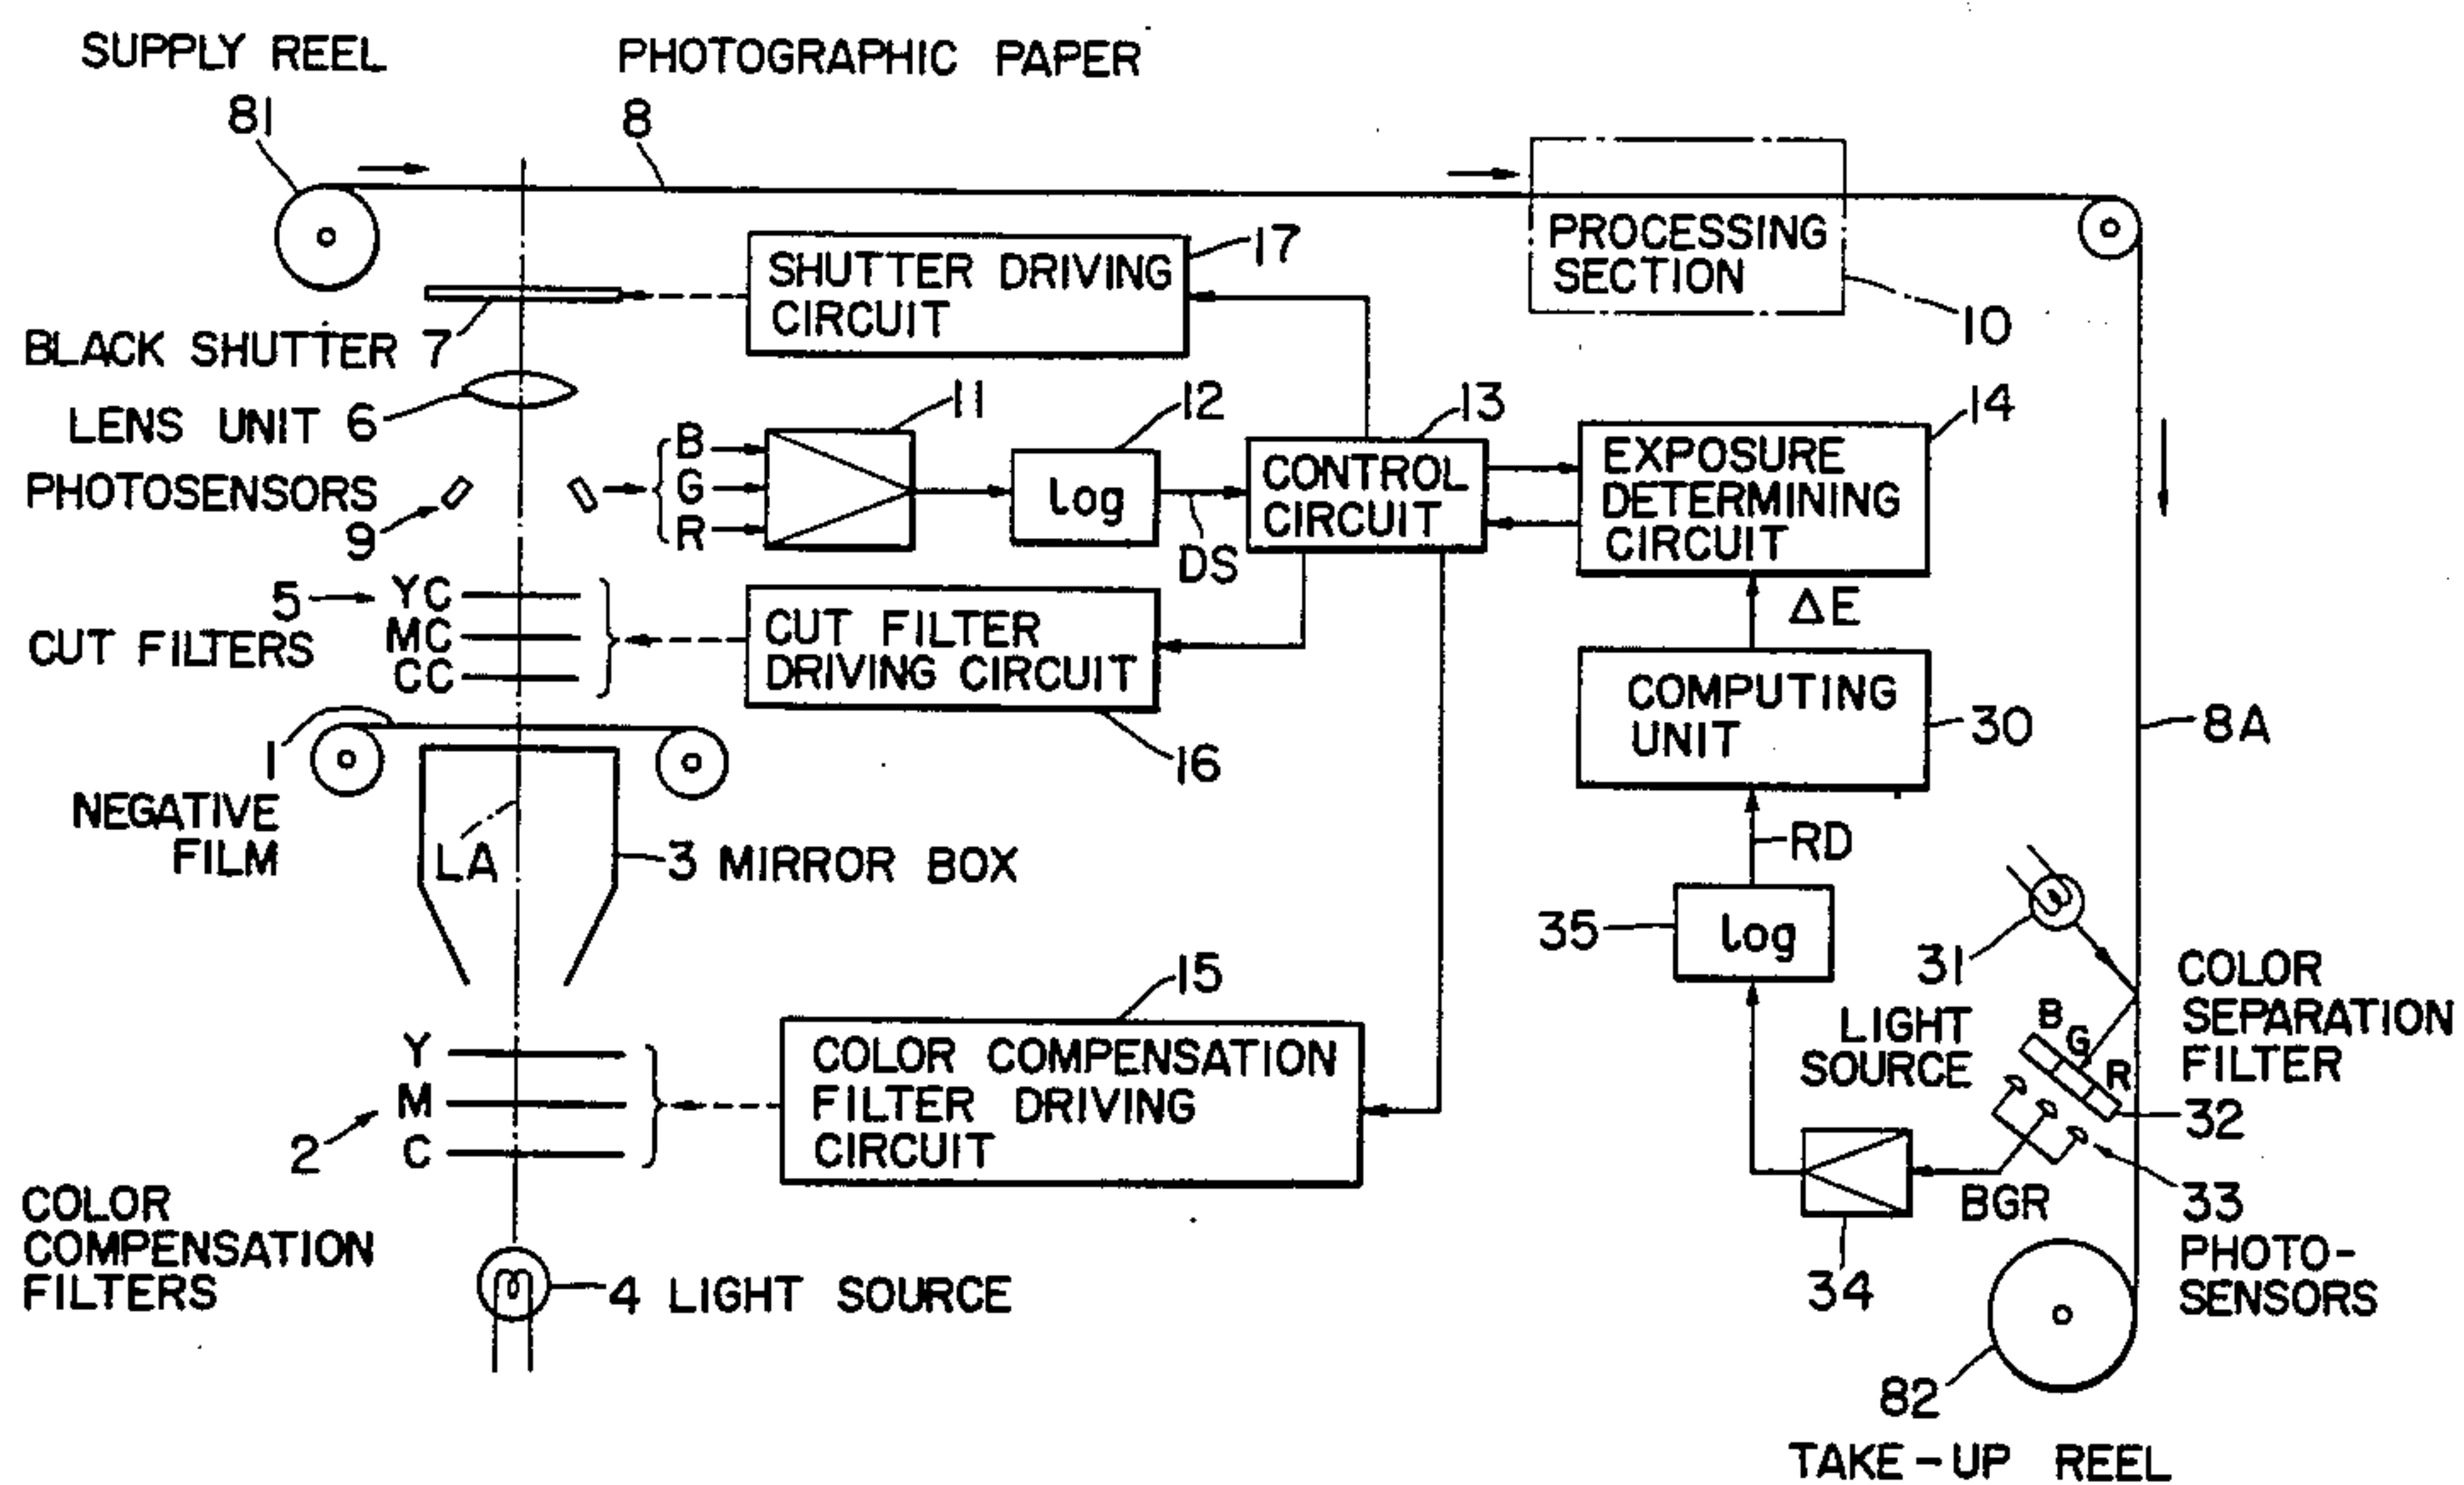 SUPPLY REEL
81
PHOTOGRAPHIC PAPER
8
PROCESSING
SECTION
10
SHUTTER DRIVING
CIRCUIT
17
BLACK SHUTTER 7
LENS UNIT 6
PHOTOSENSORS
9
B
G
R
11
log
12
DS
CONTROL
CIRCUIT
13
EXPOSURE
DETERMINING
CIRCUIT
14
ΔE
5
YC
MC
CC
CUT FILTERS
CUT FILTER
DRIVING CIRCUIT
16
COMPUTING
UNIT
30
8A
1
NEGATIVE
FILM
LA
3 MIRROR BOX
RD
35
log
31
LIGHT
SOURCE
B
G
R
COLOR
SEPARATION
FILTER
32
15
COLOR COMPENSATION
FILTER DRIVING
CIRCUIT
Y
M
C
2
COLOR
COMPENSATION
FILTERS
4 LIGHT SOURCE
BGR
34
33
PHOTO-
SENSORS
82
TAKE-UP REEL